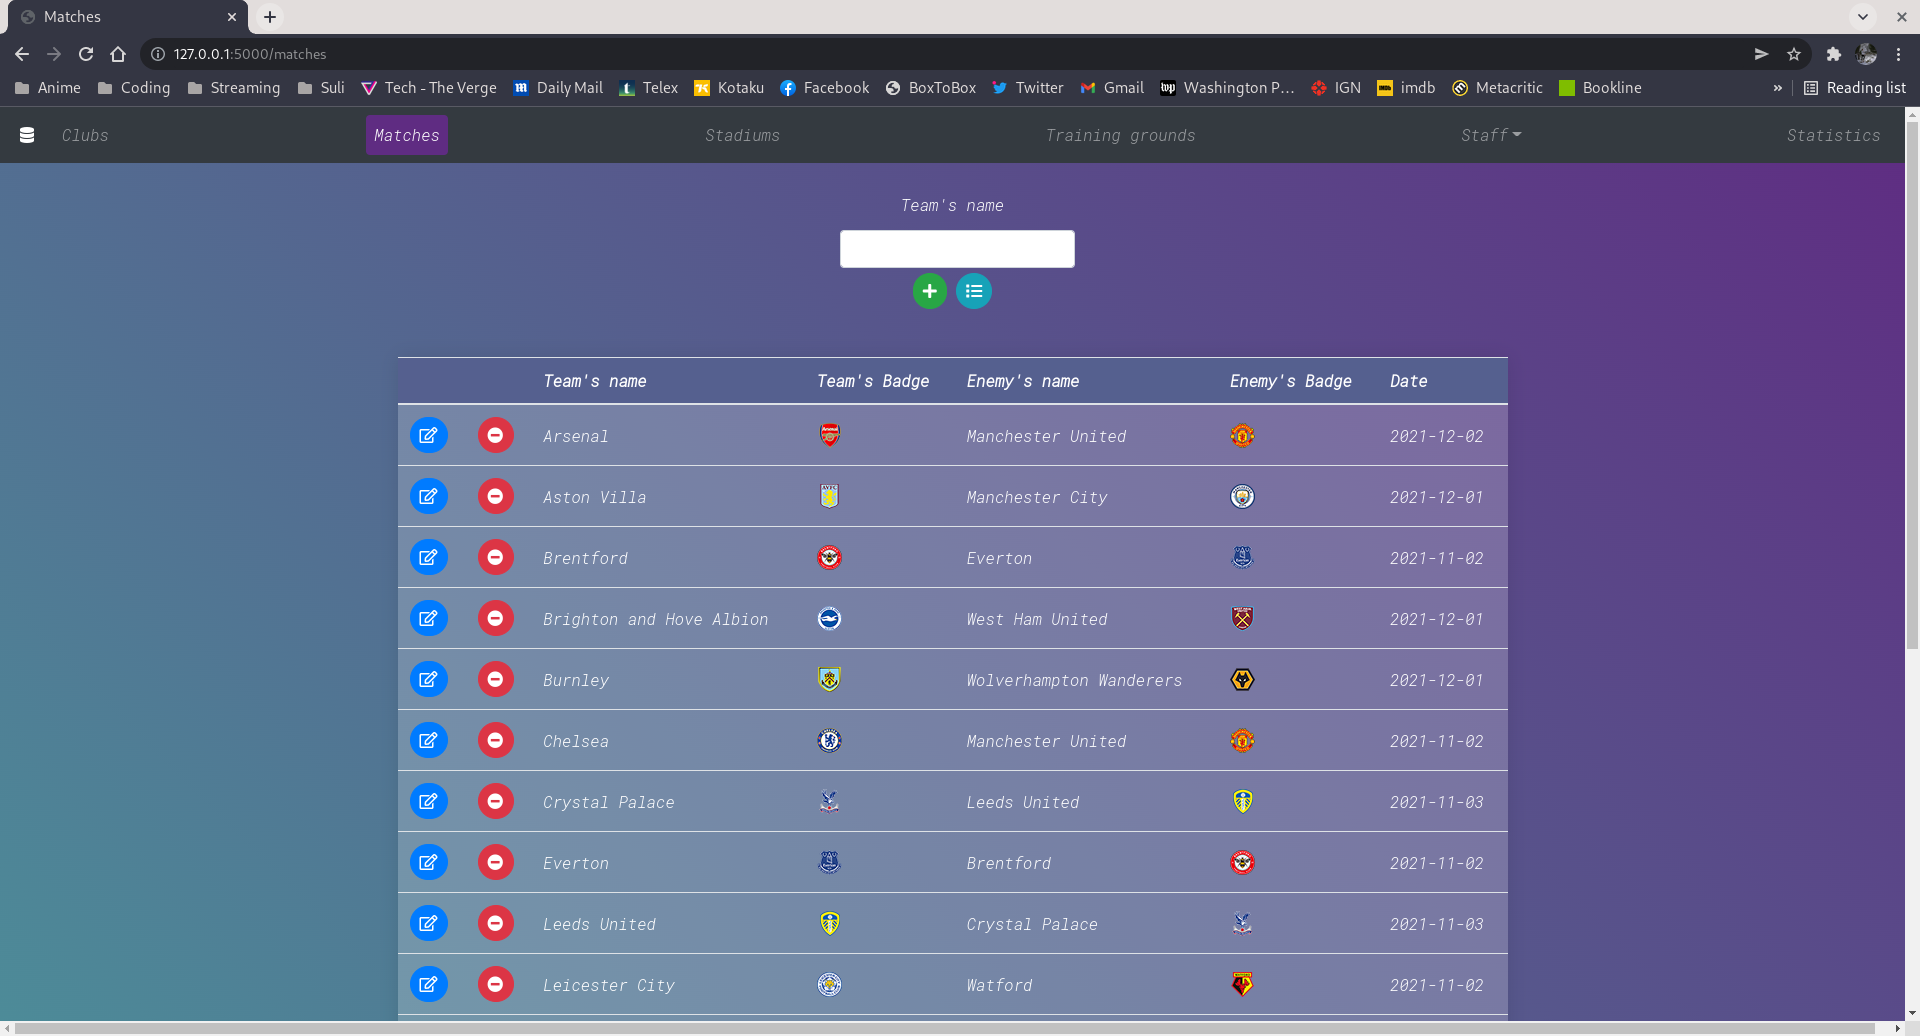 Matches
127.0.0.1:5000/matches
Anime Coding Streaming Suli Tech - The Verge Daily Mail Telex Kotaku Facebook BoxToBox Twitter Gmail Washington P… IGN imdb Metacritic Bookline » Reading list
Clubs Matches Stadiums Training grounds Staff Statistics
Team's name
Team's name Team's Badge Enemy's name Enemy's Badge Date
Arsenal Manchester United 2021-12-02
Aston Villa Manchester City 2021-12-01
Brentford Everton 2021-11-02
Brighton and Hove Albion West Ham United 2021-12-01
Burnley Wolverhampton Wanderers 2021-12-01
Chelsea Manchester United 2021-11-02
Crystal Palace Leeds United 2021-11-03
Everton Brentford 2021-11-02
Leeds United Crystal Palace 2021-11-03
Leicester City Watford 2021-11-02